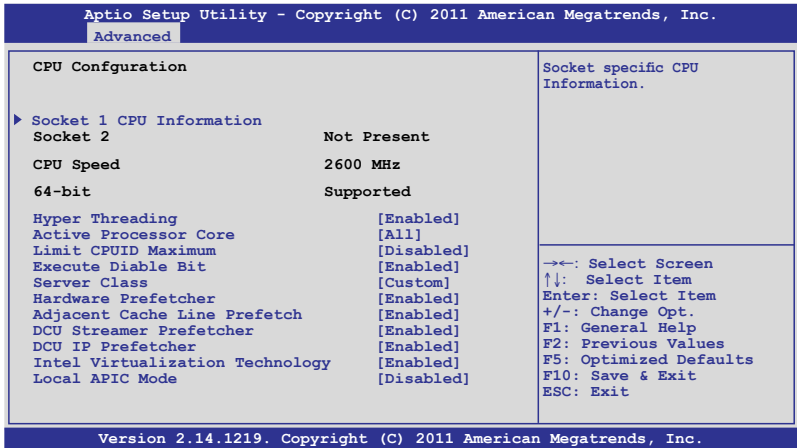 Aptio Setup Utility - Copyright (C) 2011 American Megatrends, Inc.
Advanced
CPU Confguration
Socket 1 CPU Information
Socket 2 Not Present
CPU Speed 2600 MHz
64-bit Supported
Hyper Threading [Enabled]
Active Processor Core [All]
Limit CPUID Maximum [Disabled]
Execute Diable Bit [Enabled]
Server Class [Custom]
Hardware Prefetcher [Enabled]
Adjacent Cache Line Prefetch [Enabled]
DCU Streamer Prefetcher [Enabled]
DCU IP Prefetcher [Enabled]
Intel Virtualization Technology [Enabled]
Local APIC Mode [Disabled]
Socket specific CPU
Information.
→←: Select Screen
↑↓: Select Item
Enter: Select Item
+/-: Change Opt.
F1: General Help
F2: Previous Values
F5: Optimized Defaults
F10: Save & Exit
ESC: Exit
Version 2.14.1219. Copyright (C) 2011 American Megatrends, Inc.